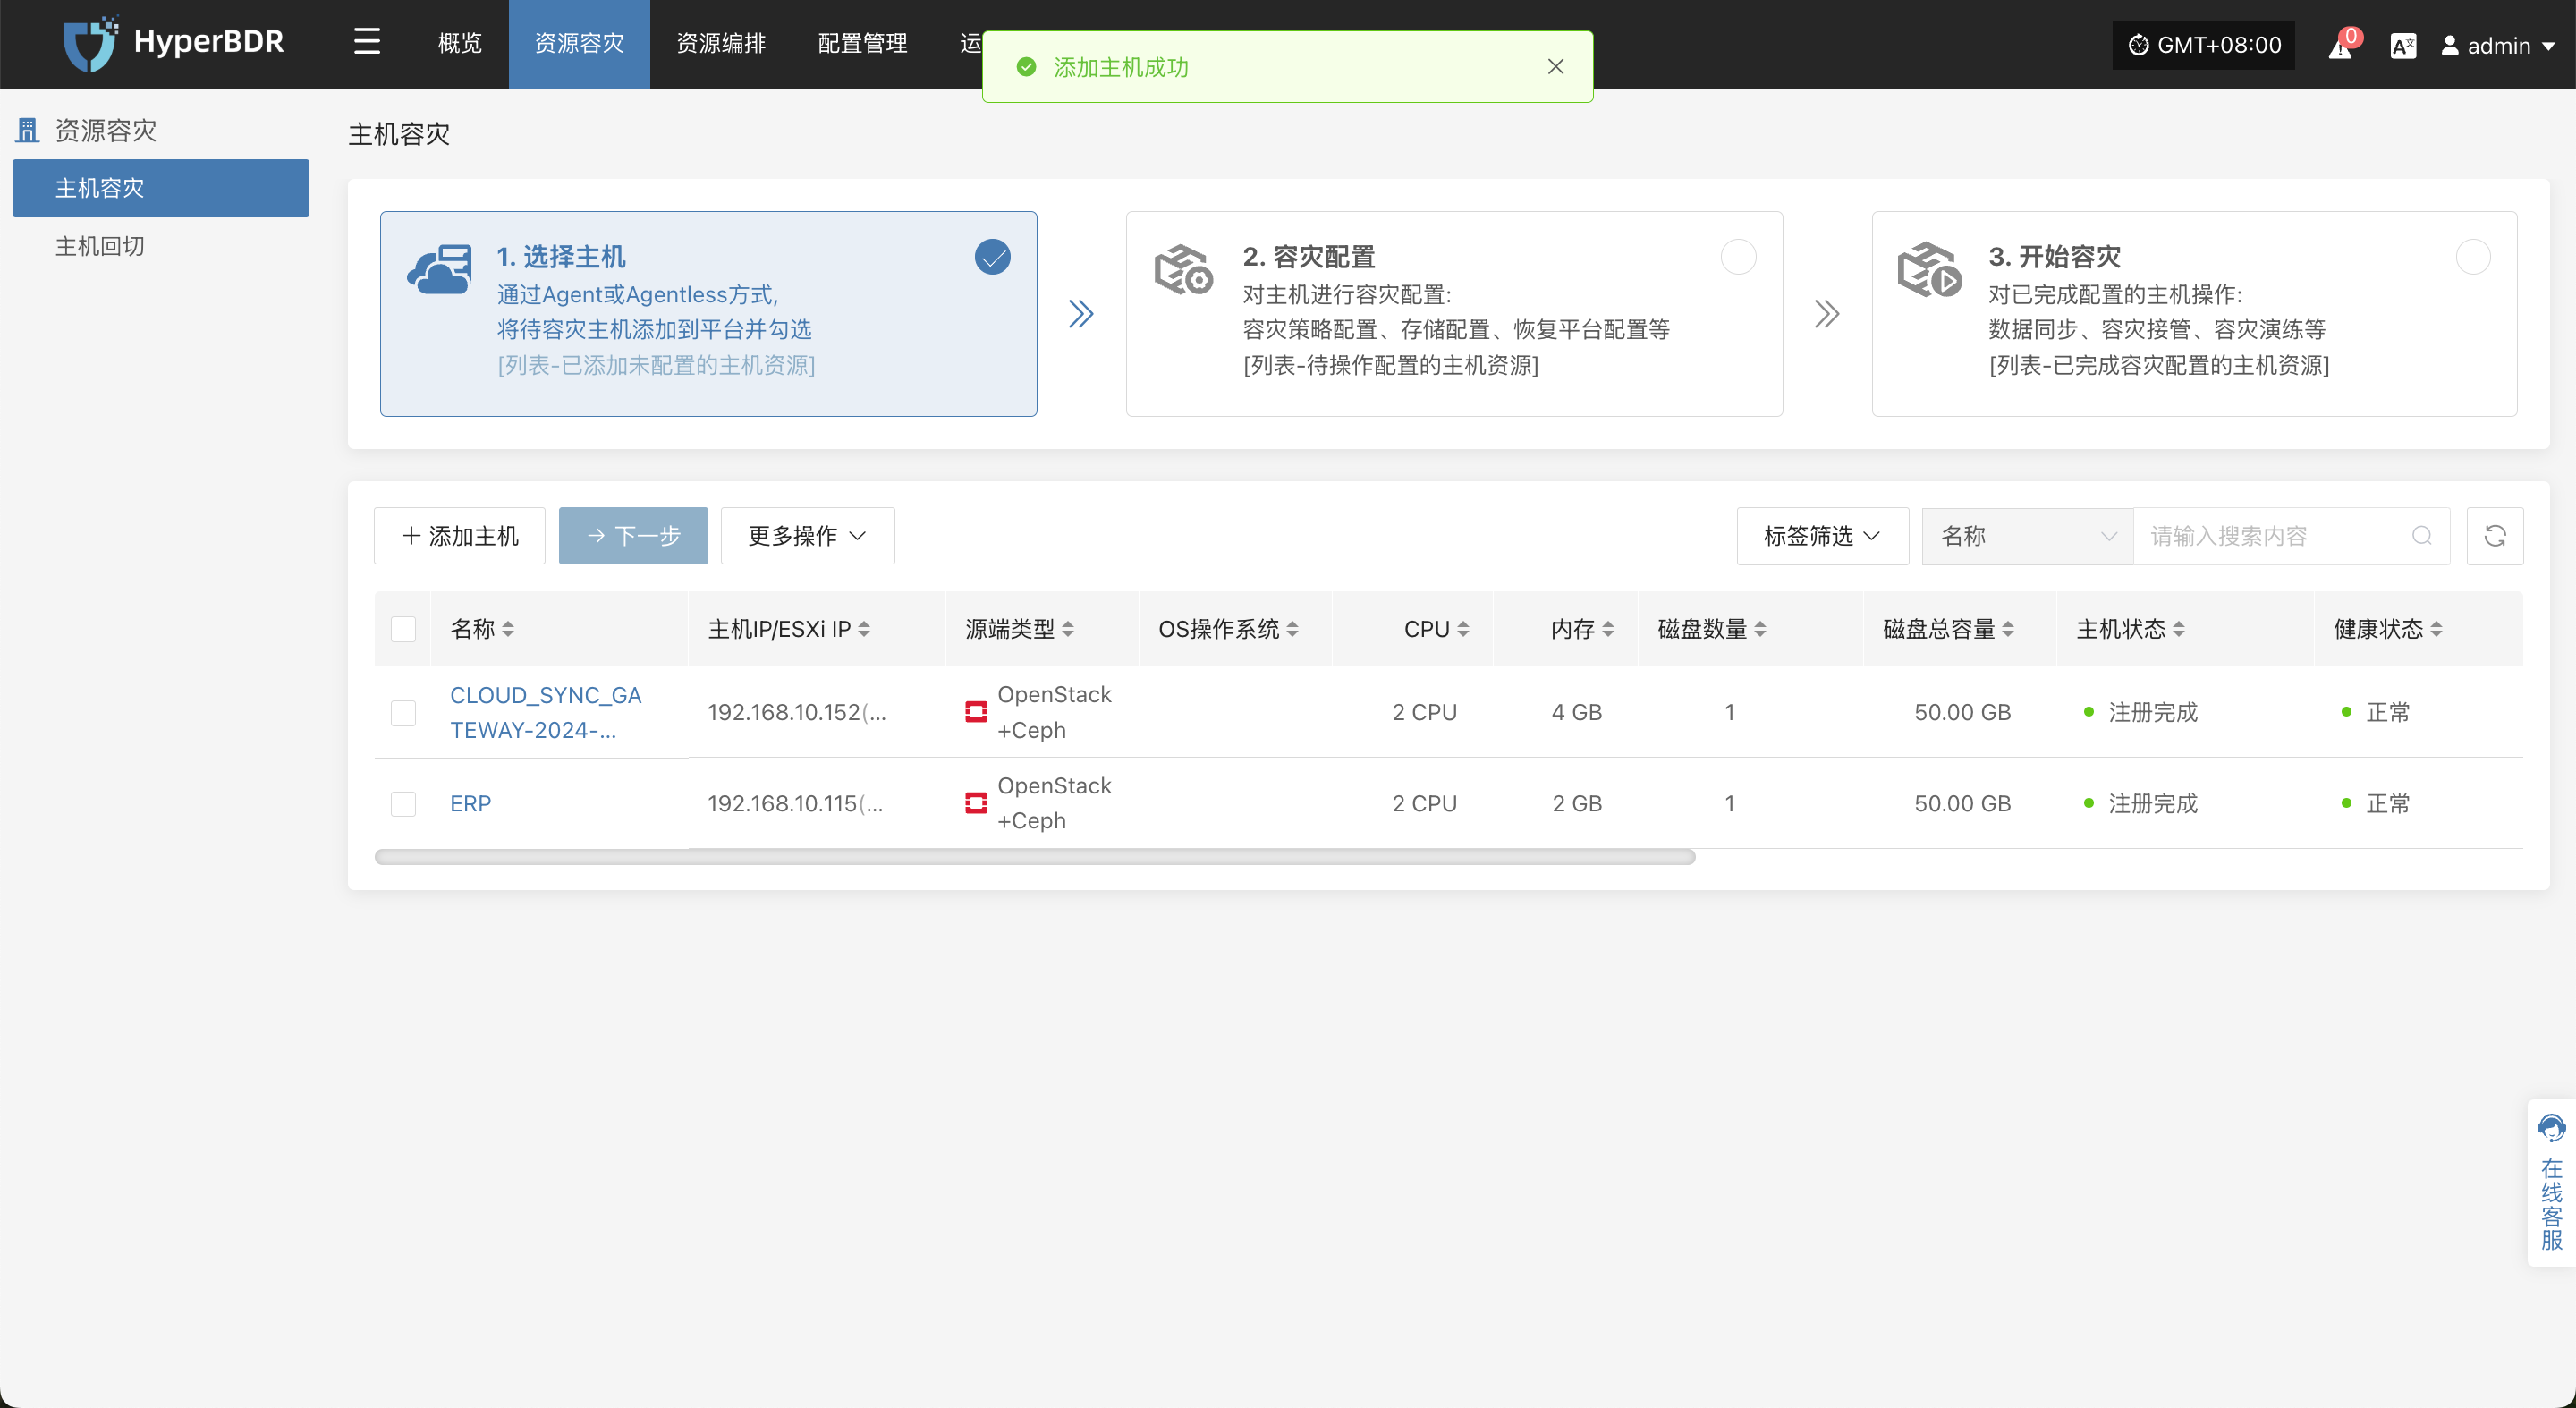 HyperBDR
概览
资源容灾
资源编排
配置管理
运
添加主机成功
GMT+08:00
0
admin
资源容灾
主机容灾
主机回切
主机容灾
1. 选择主机
通过Agent或Agentless方式,
将待容灾主机添加到平台并勾选
[列表-已添加未配置的主机资源]
2. 容灾配置
对主机进行容灾配置:
容灾策略配置、存储配置、恢复平台配置等
[列表-待操作配置的主机资源]
3. 开始容灾
对已完成配置的主机操作:
数据同步、容灾接管、容灾演练等
[列表-已完成容灾配置的主机资源]
添加主机
下一步
更多操作
标签筛选
名称
请输入搜索内容
名称 主机IP/ESXi IP 源端类型 OS操作系统 CPU 内存 磁盘数量 磁盘总容量 主机状态 健康状态
CLOUD_SYNC_GA
TEWAY-2024-...
192.168.10.152(...
OpenStack
+Ceph
2 CPU
4 GB
1
50.00 GB
注册完成
正常
ERP
192.168.10.115(...
OpenStack
+Ceph
2 CPU
2 GB
1
50.00 GB
注册完成
正常
在线客服